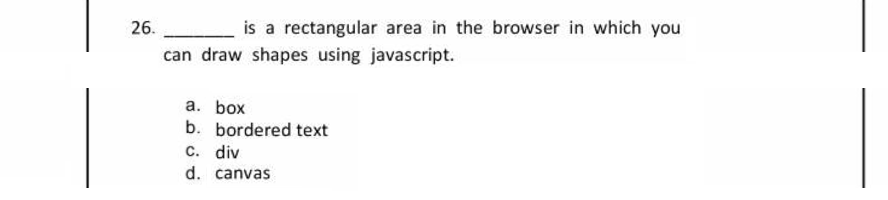 26. _______ is a rectangular area in the browser in which you
can draw shapes using javascript.
a. box
b. bordered text
c. div
d. canvas